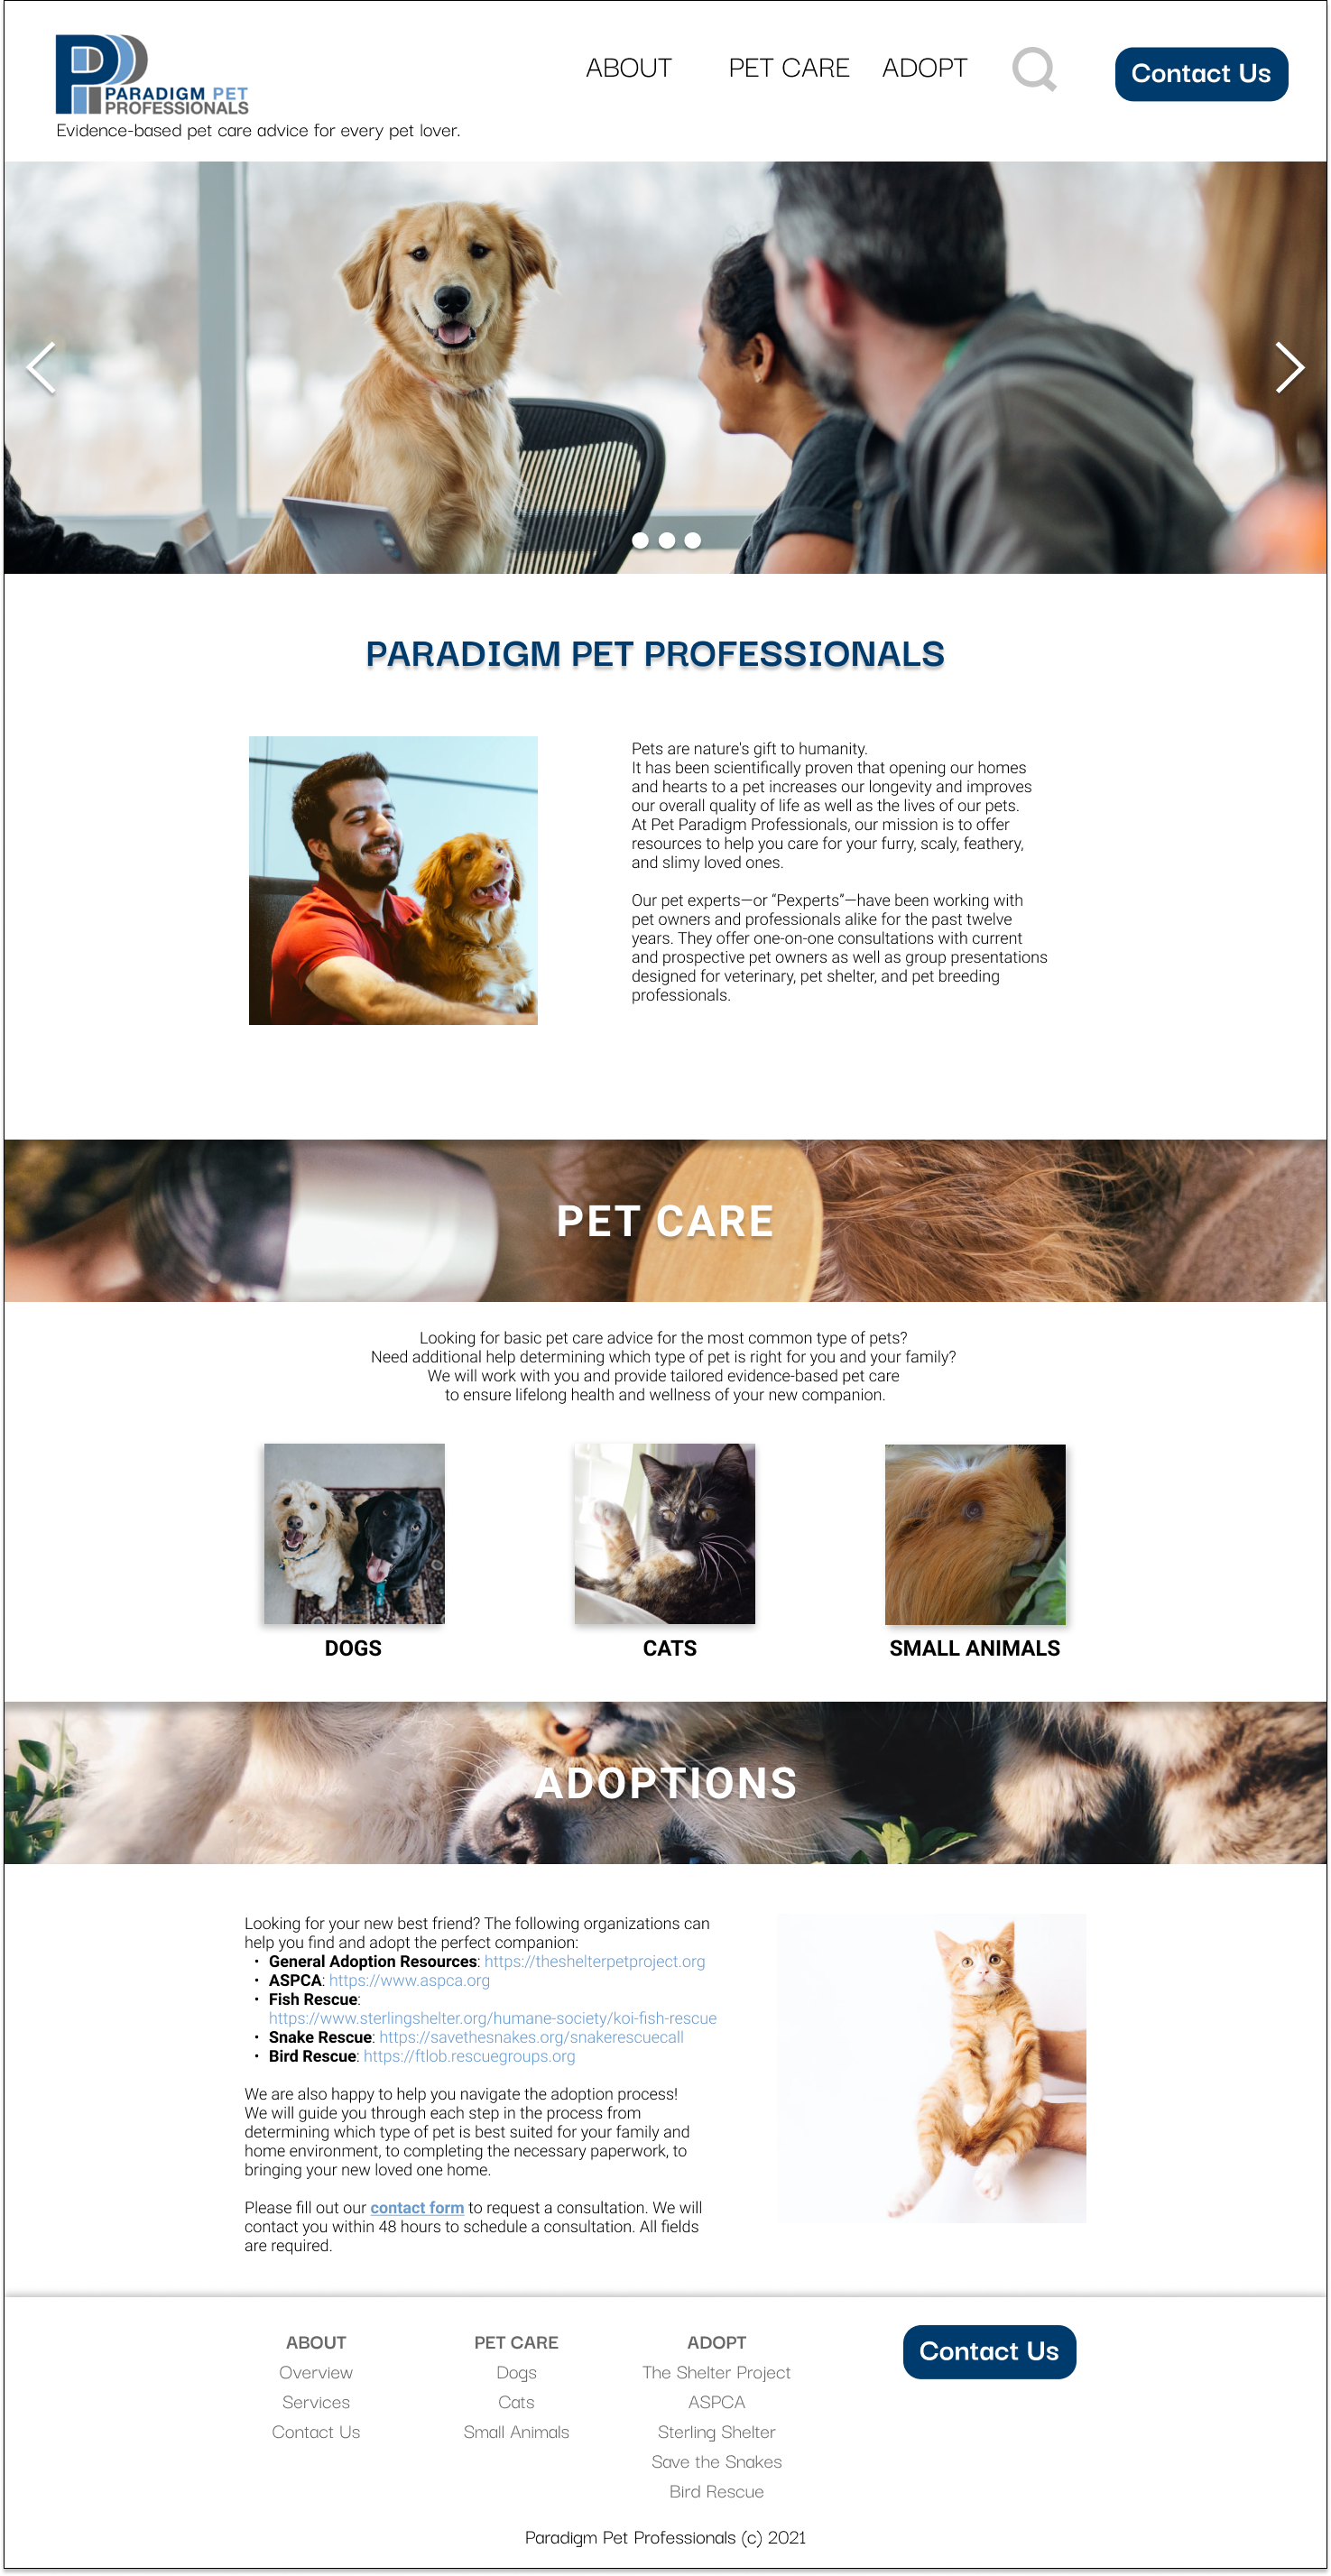 PARADIGM PET
PROFESSIONALS
Evidence-based pet care advice for every pet lover.
ABOUT PET CARE ADOPT
Contact Us
PARADIGM PET PROFESSIONALS
Pets are nature's gift to humanity.
It has been scientifically proven that opening our homes
and hearts to a pet increases our longevity and improves
our overall quality of life as well as the lives of our pets.
At Pet Paradigm Professionals, our mission is to offer
resources to help you care for your furry, scaly, feathery,
and slimy loved ones.
Our pet experts—or “Pexperts”—have been working with
pet owners and professionals alike for the past twelve
years. They offer one-on-one consultations with current
and prospective pet owners as well as group presentations
designed for veterinary, pet shelter, and pet breeding
professionals.
PET CARE
Looking for basic pet care advice for the most common type of pets?
Need additional help determining which type of pet is right for you and your family?
We will work with you and provide tailored evidence-based pet care
to ensure lifelong health and wellness of your new companion.
DOGS
CATS
SMALL ANIMALS
ADOPTIONS
Looking for your new best friend? The following organizations can
help you find and adopt the perfect companion:
• General Adoption Resources: https://theshelterpetproject.org
• ASPCA: https://www.aspca.org
• Fish Rescue:
https://www.sterlingshelter.org/humane-society/koi-fish-rescue
• Snake Rescue: https://savethesnakes.org/snakerescuecall
• Bird Rescue: https://ftlob.rescuegroups.org
We are also happy to help you navigate the adoption process!
We will guide you through each step in the process from
determining which type of pet is best suited for your family and
home environment, to completing the necessary paperwork, to
bringing your new loved one home.
Please fill out our contact form to request a consultation. We will
contact you within 48 hours to schedule a consultation. All fields
are required.
ABOUT
Overview
Services
Contact Us
PET CARE
Dogs
Cats
Small Animals
ADOPT
The Shelter Project
ASPCA
Sterling Shelter
Save the Snakes
Bird Rescue
Contact Us
Paradigm Pet Professionals (c) 2021